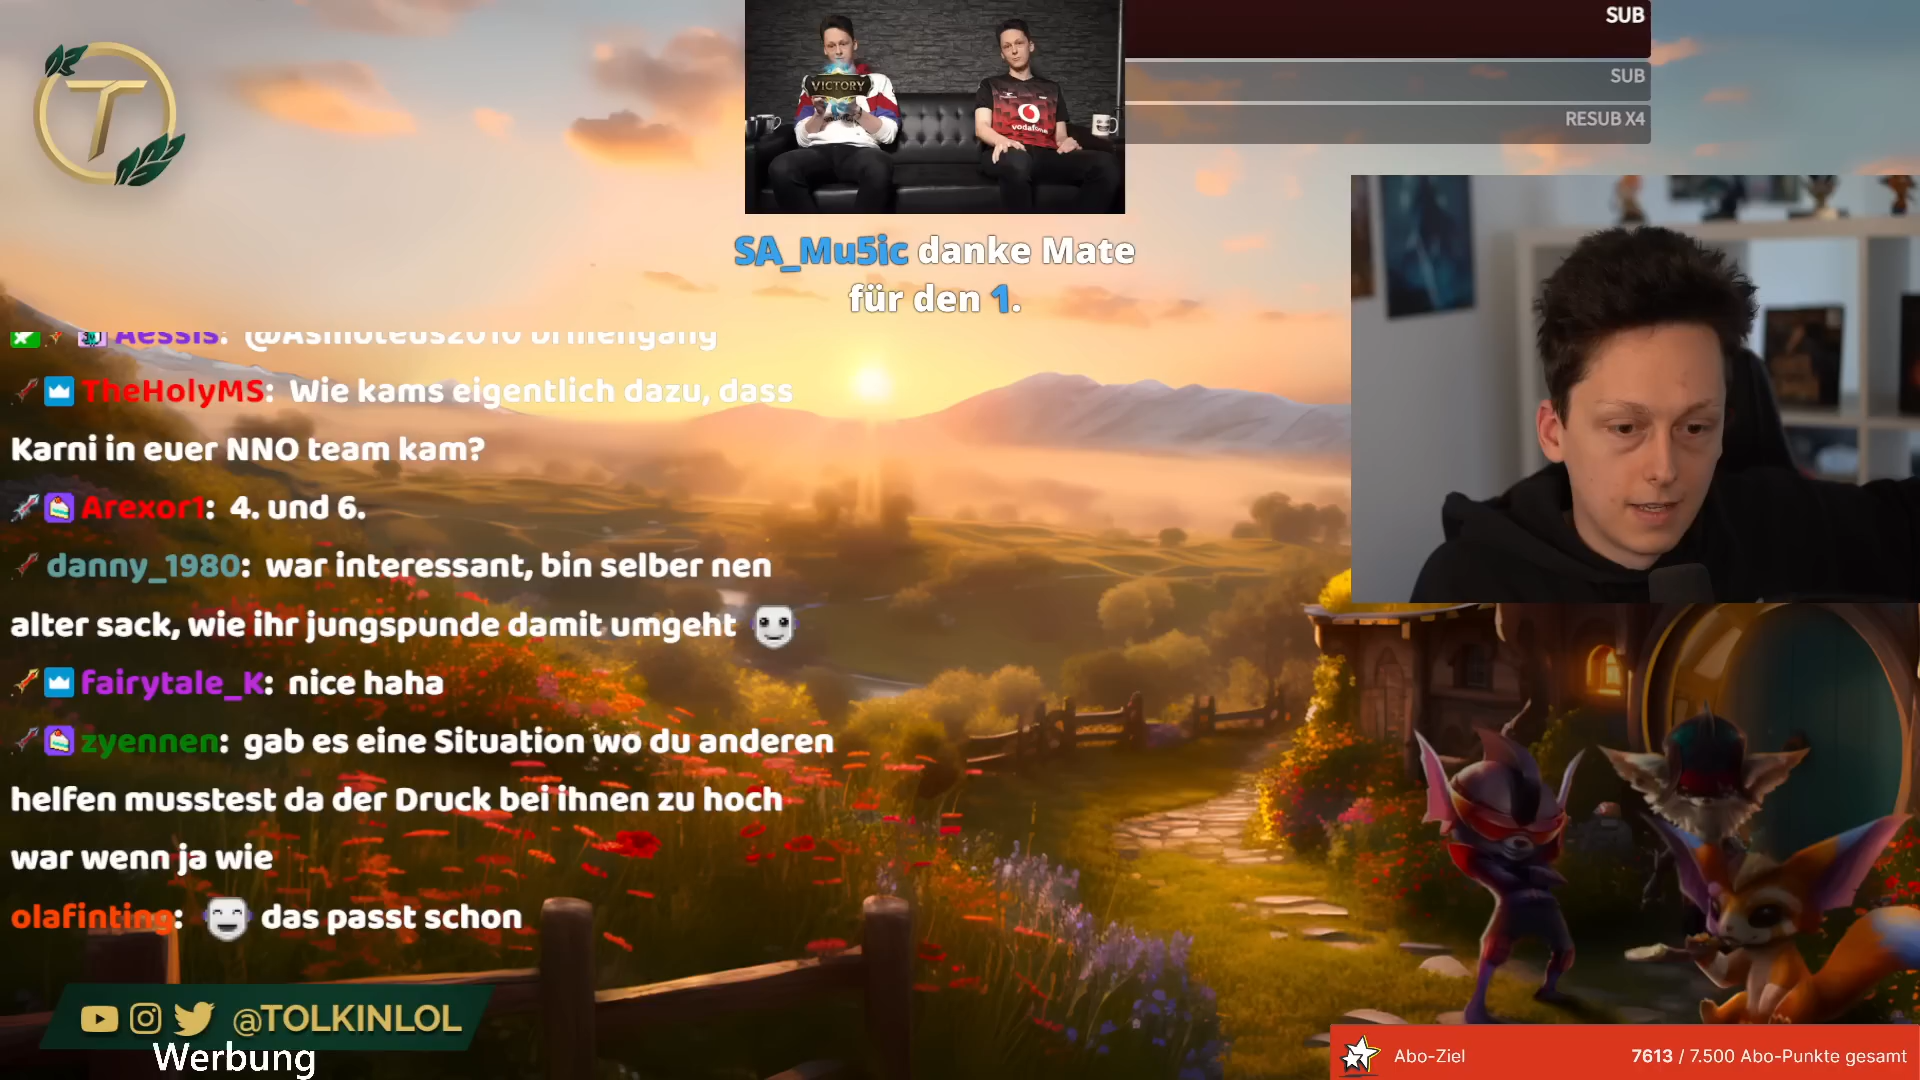 SUB
SUB
RESUB X4
VICTORY
vodafone
SA_Mu5ic danke Mate
für den 1.
Aessis:
TheHolyMS: Wie kams eigentlich dazu, dass
Karni in euer NNO team kam?
Arexor1: 4. und 6.
danny_1980: war interessant, bin selber nen
alter sack, wie ihr jungspunde damit umgeht
fairytale_K: nice haha
zyennen: gab es eine Situation wo du anderen
helfen musstest da der Druck bei ihnen zu hoch
war wenn ja wie
olafinting: das passt schon
@TOLKINLOL
Werbung
Abo-Ziel 7613 / 7.500 Abo-Punkte gesamt